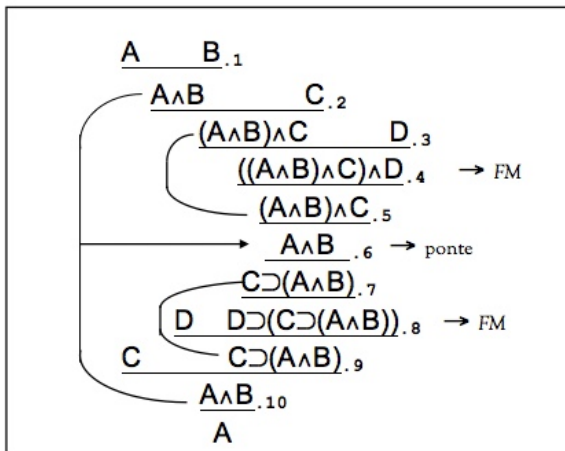 A B.1
A∧B C.2
(A∧B)∧C D.3
((A∧B)∧C)∧D.4 → FM
(A∧B)∧C.5
A∧B.6 → ponte
C⊃(A∧B).7
D D⊃(C⊃(A∧B)).8 → FM
C C⊃(A∧B).9
A∧B.10
A